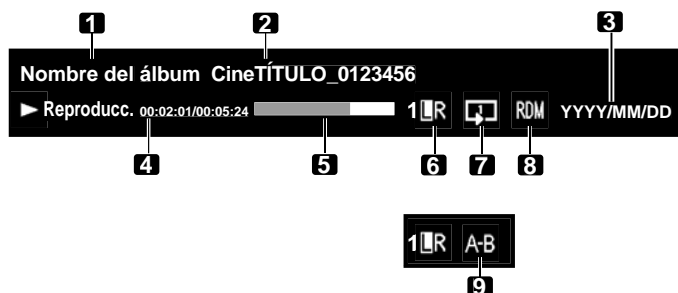 1 2 3
Nombre del álbum CineTÍTULO_0123456
Reproducc. 00:02:01/00:05:24 1 LR 1 RDM YYYY/MM/DD
4 5 6 7 8
1 LR A-B
9